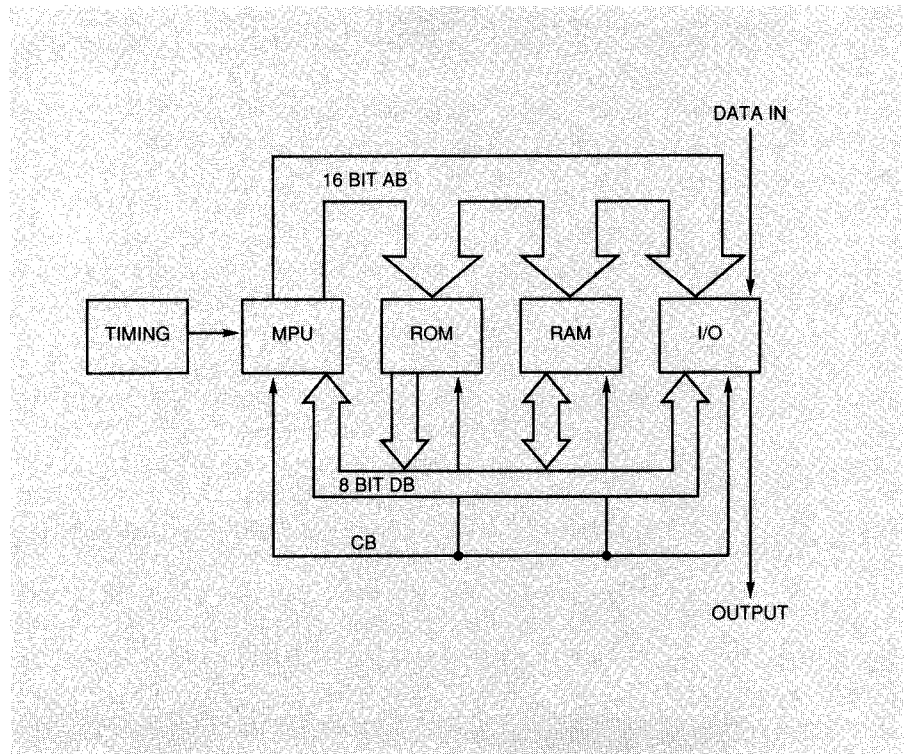 DATA IN
16 BIT AB
TIMING
MPU
ROM
RAM
I/O
8 BIT DB
CB
OUTPUT